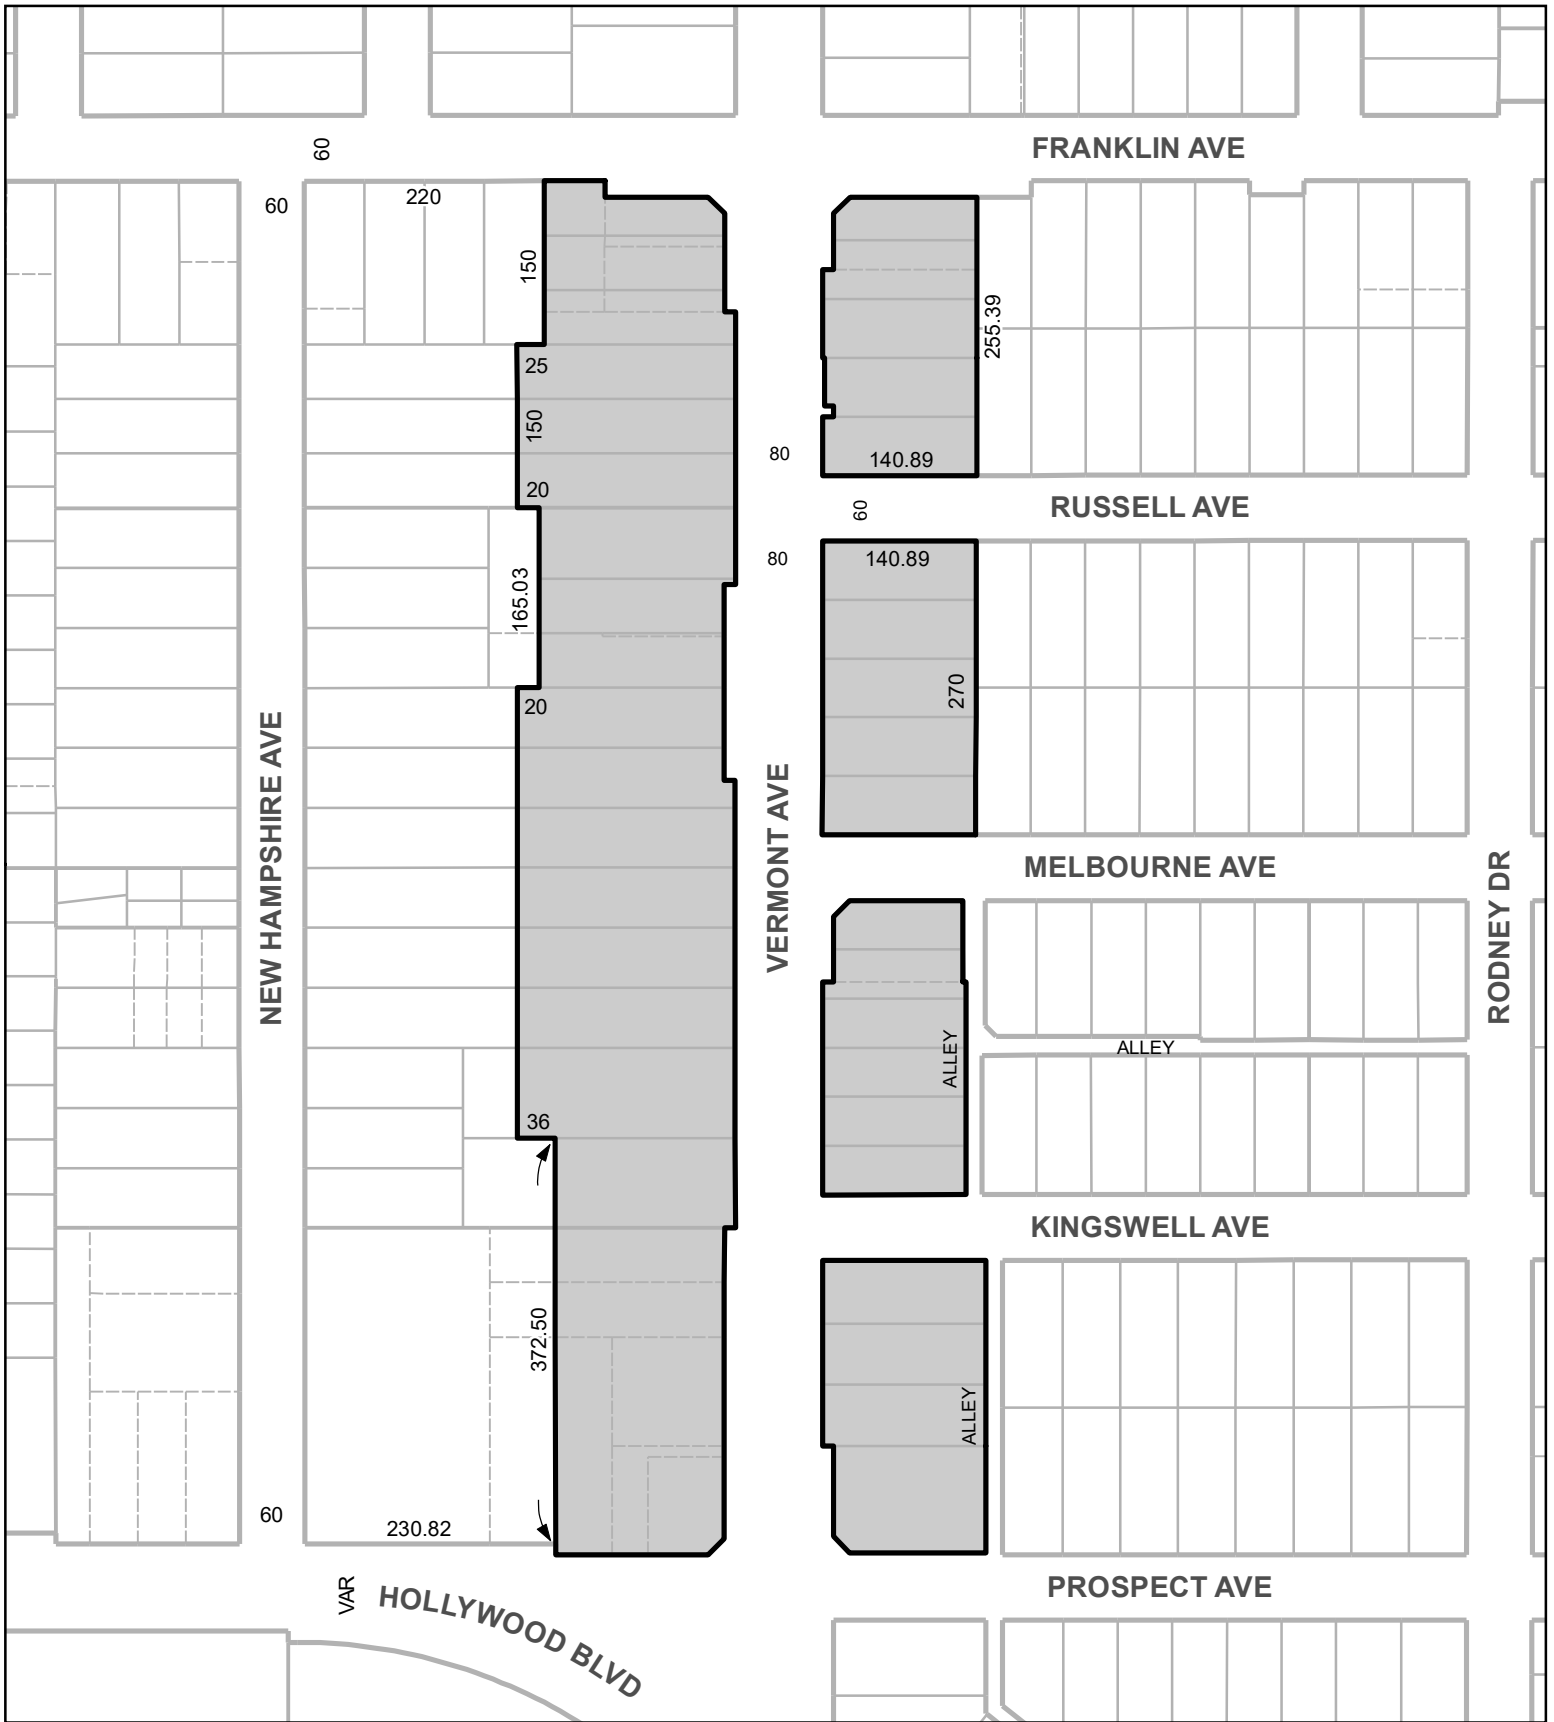 60
FRANKLIN AVE
60
220
150
255.39
25
150
80
140.89
20
RUSSELL AVE
60
80
140.89
165.03
270
20
NEW HAMPSHIRE AVE
VERMONT AVE
MELBOURNE AVE
RODNEY DR
ALLEY
ALLEY
36
KINGSWELL AVE
372.50
ALLEY
60
230.82
VAR
HOLLYWOOD BLVD
PROSPECT AVE